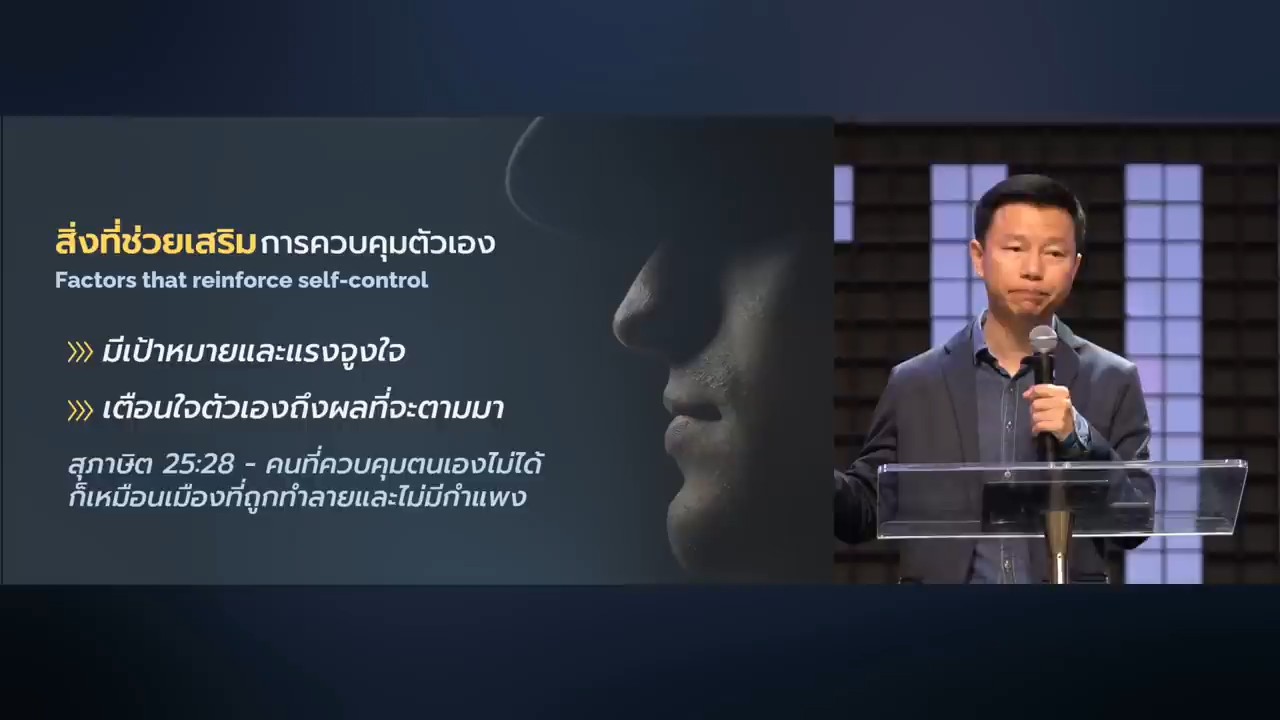 สิ่งที่ช่วยเสริมการควบคุมตัวเอง
Factors that reinforce self-control
มีเป้าหมายและแรงจูงใจ
เตือนใจตัวเองถึงผลที่จะตามมา
สุภาษิต 25:28 - คนที่ควบคุมตนเองไม่ได้
ก็เหมือนเมืองที่ถูกทำลายและไม่มีกำแพง